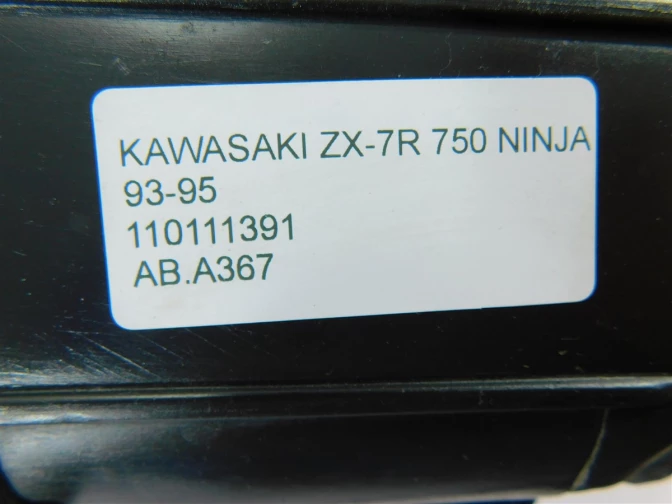 KAWASAKI ZX-7R 750 NINJA
93-95
110111391
AB.A367